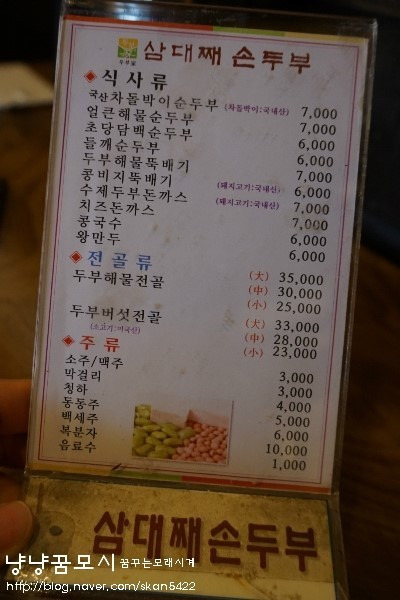 두부골 삼대째 손두부
◆ 식 사 류
국산차돌박이순두부 (차돌박이:국내산) 7,000
얼큰해물순두부 7,000
초당담백순두부 6,000
들깨순두부 6,000
두부해물뚝배기 7,000
콩비지뚝배기 (돼지고기:국내산) 6,000
수제두부돈까스 (돼지고기:국내산) 7,000
치즈돈까스 7,000
콩국수 6,000
왕만두 6,000
◆ 전 골 류
두부해물전골 (大) 35,000
(中) 30,000
(小) 25,000
두부버섯전골 (大) 33,000
(소고기:미국산) (中) 28,000
(小) 23,000
◆ 주 류
소주/맥주 3,000
막걸리 3,000
청하 4,000
동동주 5,000
백세주 6,000
복분자 10,000
음료수 1,000
삼대째손두부
냥냥꿈모시 꿈꾸는모래시계
http://blog.naver.com/skan5422